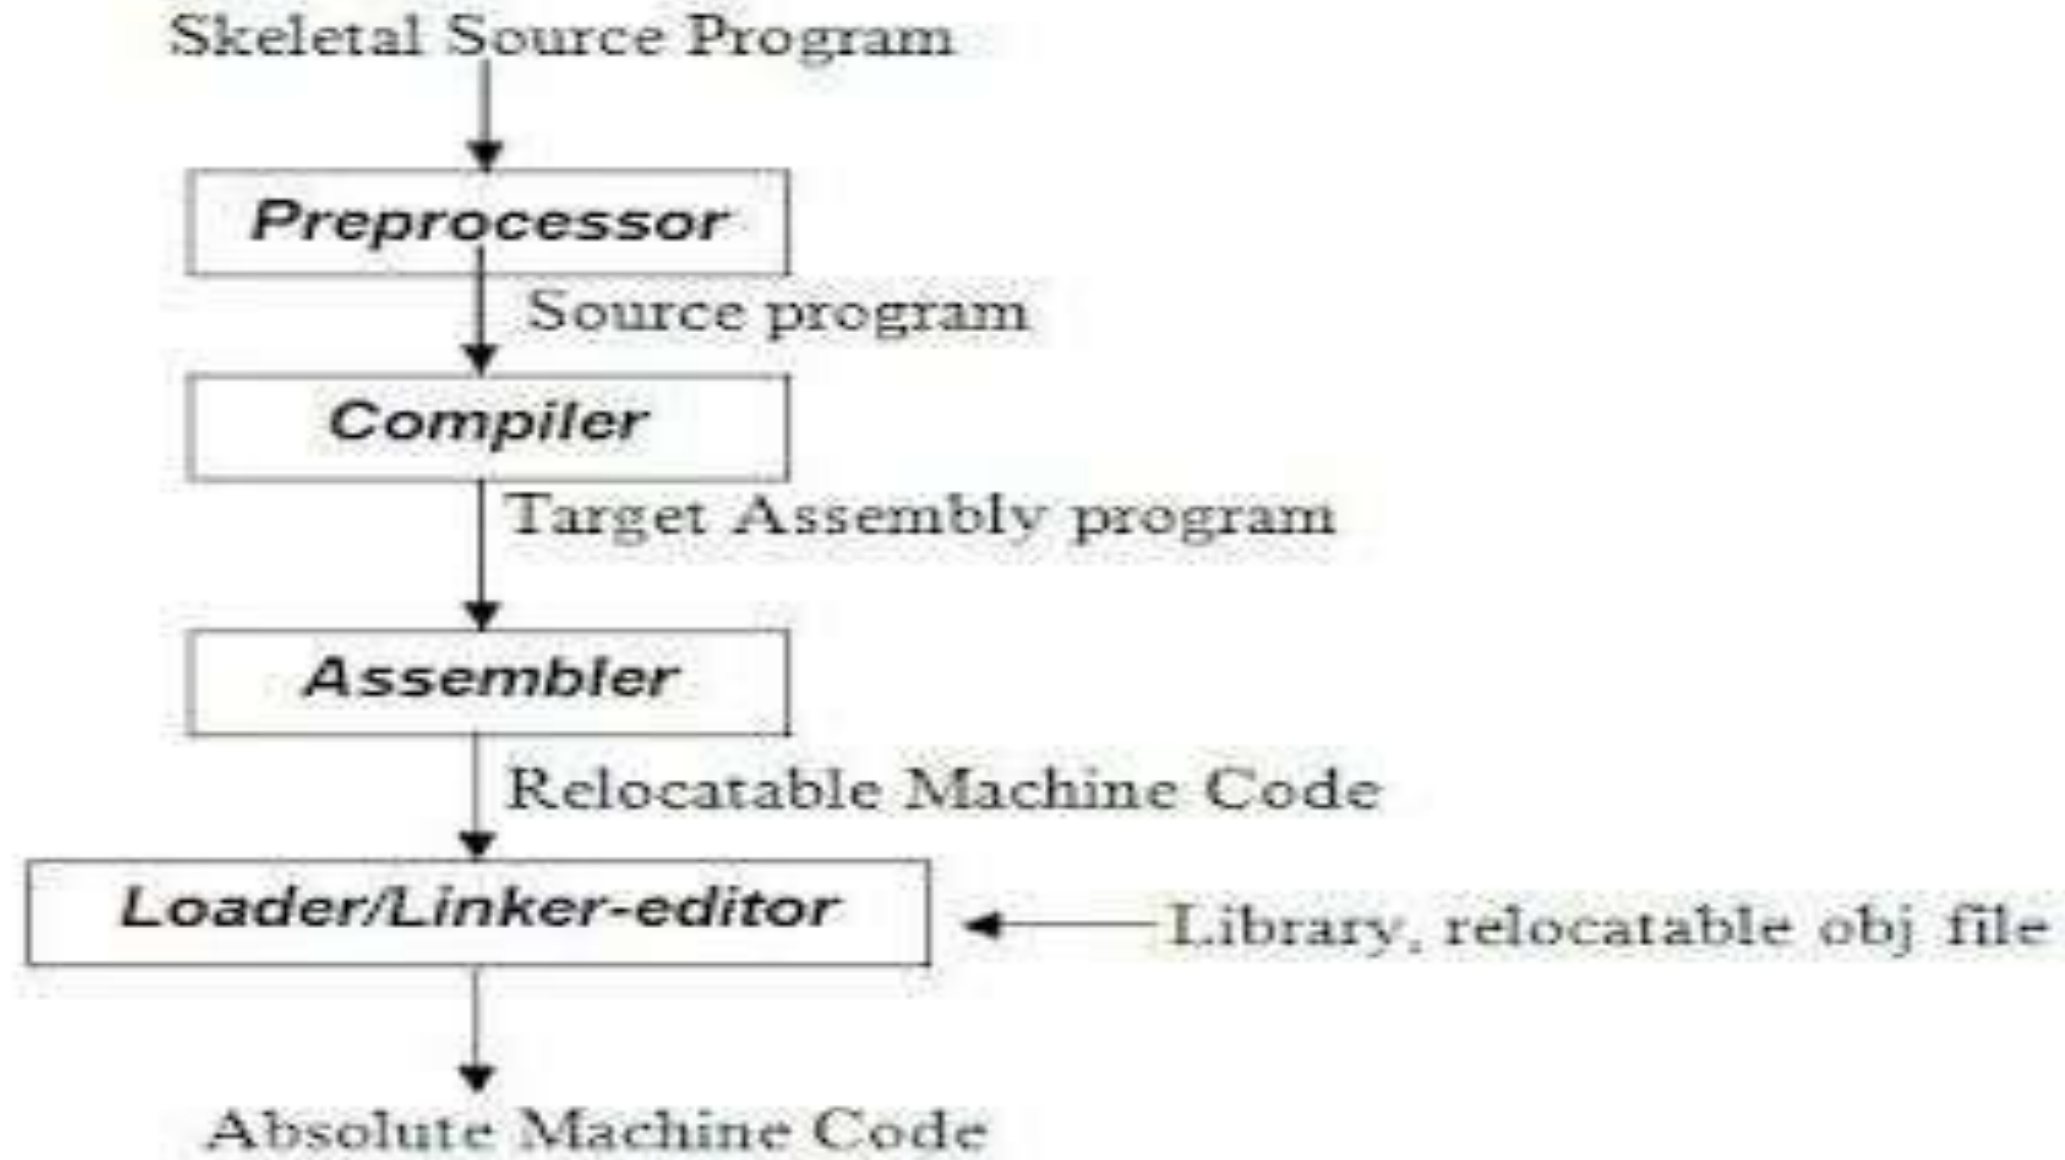 Skeletal Source Program
Preprocessor
Source program
Compiler
Target Assembly program
Assembler
Relocatable Machine Code
Loader/Linker-editor
Library, relocatable obj file
Absolute Machine Code